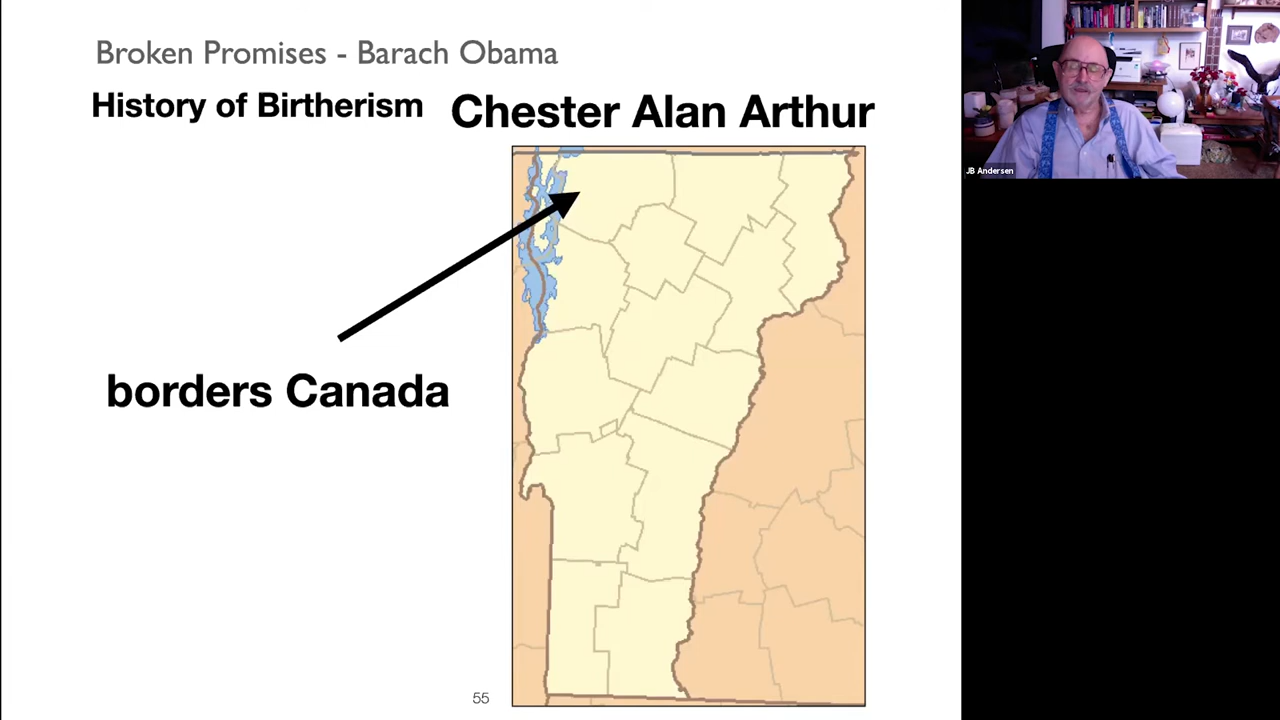 Broken Promises - Barach Obama
History of Birtherism
Chester Alan Arthur
borders Canada
55
JB Andersen